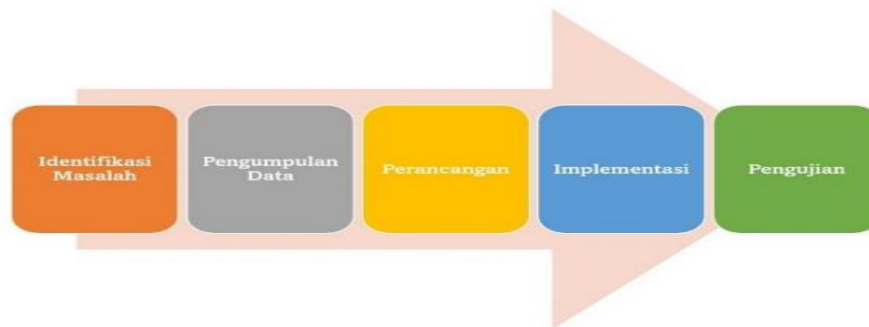 Identifikasi
Masalah
Pengumpulan
Data
Perancangan
Implementasi
Pengujian